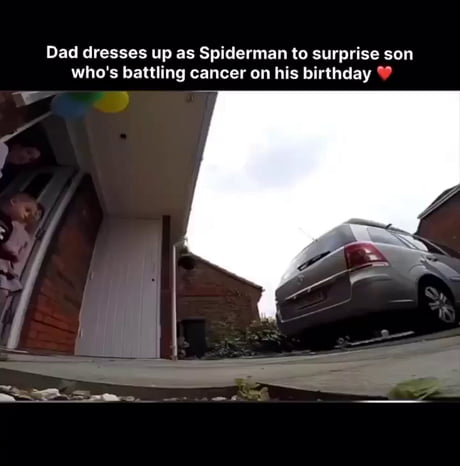 Dad dresses up as Spiderman to surprise son
who's battling cancer on his birthday ❤️